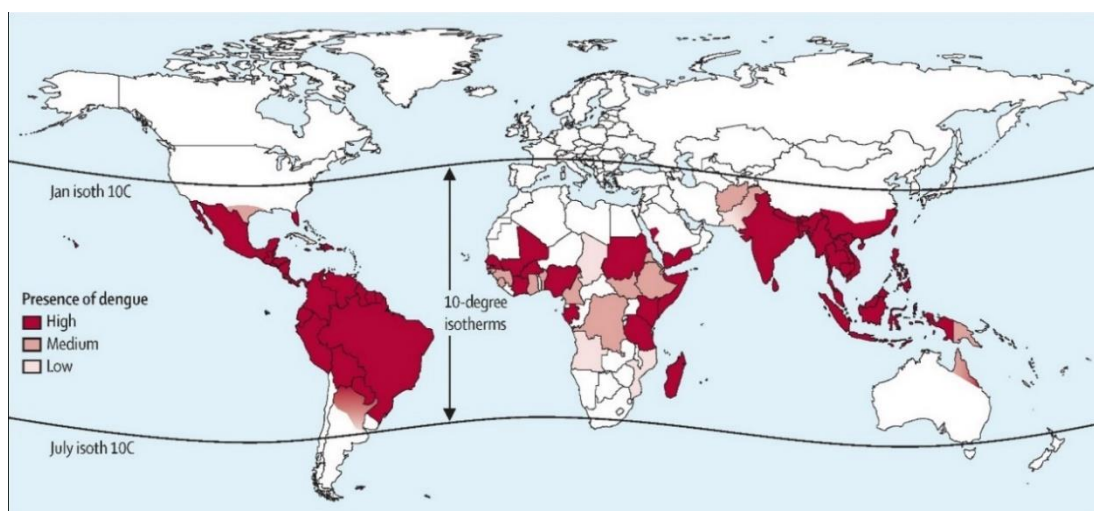 Jan isoth 10C
Presence of dengue
High
Medium
Low
10-degree
isotherms
July isoth 10C